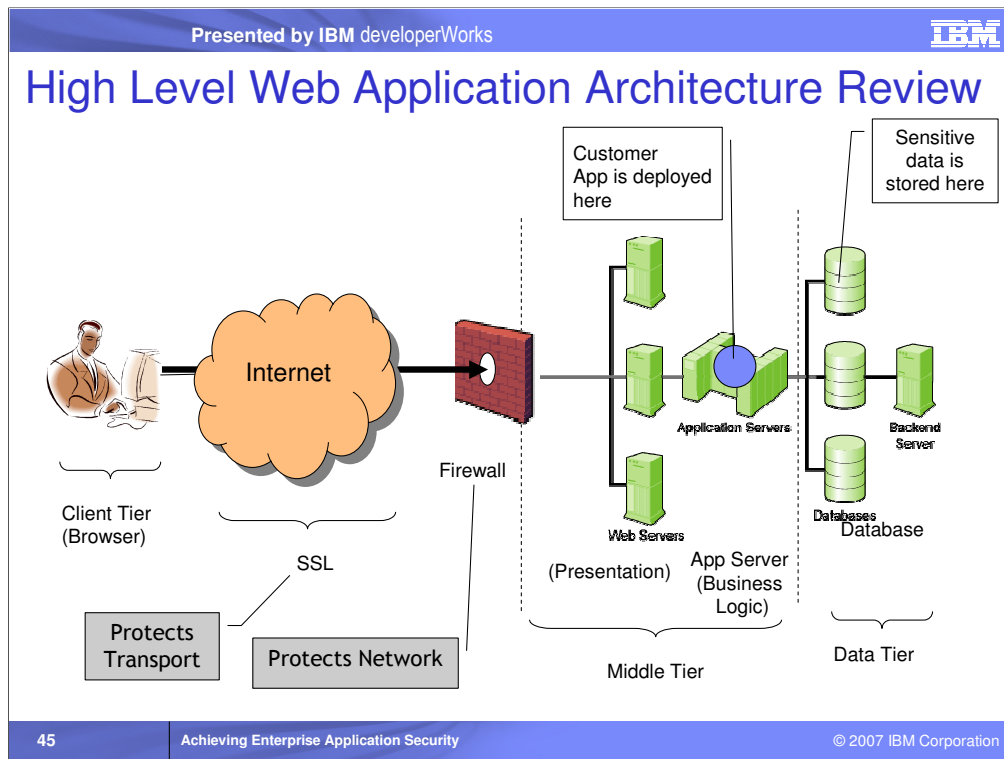 Presented by IBM developerWorks
IBM
High Level Web Application Architecture Review
Customer
App is deployed
here
Sensitive
data is
stored here
Internet
Application Servers
Backend
Server
Firewall
Client Tier
(Browser)
SSL
Web Servers
Databases
Database
(Presentation)
App Server
(Business
Logic)
Protects
Transport
Protects Network
Middle Tier
Data Tier
45
Achieving Enterprise Application Security
© 2007 IBM Corporation